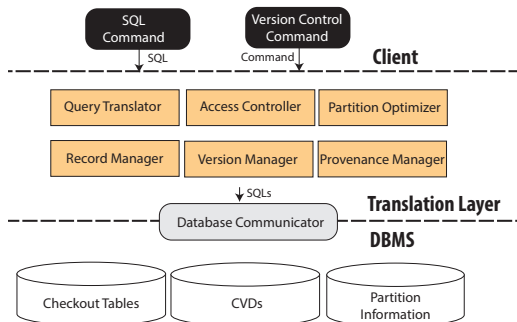 SQL
Command
Version Control
Command
SQL
Command
Client
Query Translator
Access Controller
Partition Optimizer
Record Manager
Version Manager
Provenance Manager
SQLs
Translation Layer
Database Communicator
DBMS
Checkout Tables
CVDs
Partition
Information